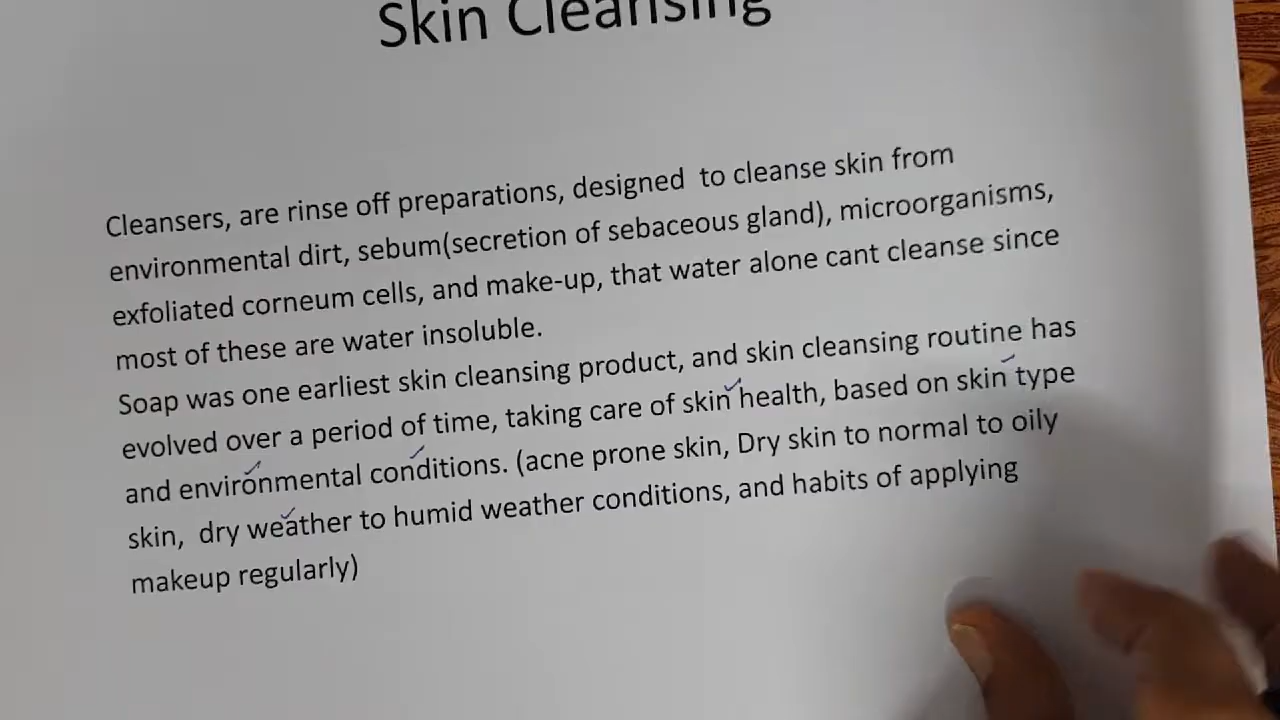 Skin Cleansing
Cleansers, are rinse off preparations, designed to cleanse skin from
environmental dirt, sebum(secretion of sebaceous gland), microorganisms,
exfoliated corneum cells, and make-up, that water alone cant cleanse since
most of these are water insoluble.
Soap was one earliest skin cleansing product, and skin cleansing routine has
evolved over a period of time, taking care of skin health, based on skin type
and environmental conditions. (acne prone skin, Dry skin to normal to oily
skin, dry weather to humid weather conditions, and habits of applying
makeup regularly)